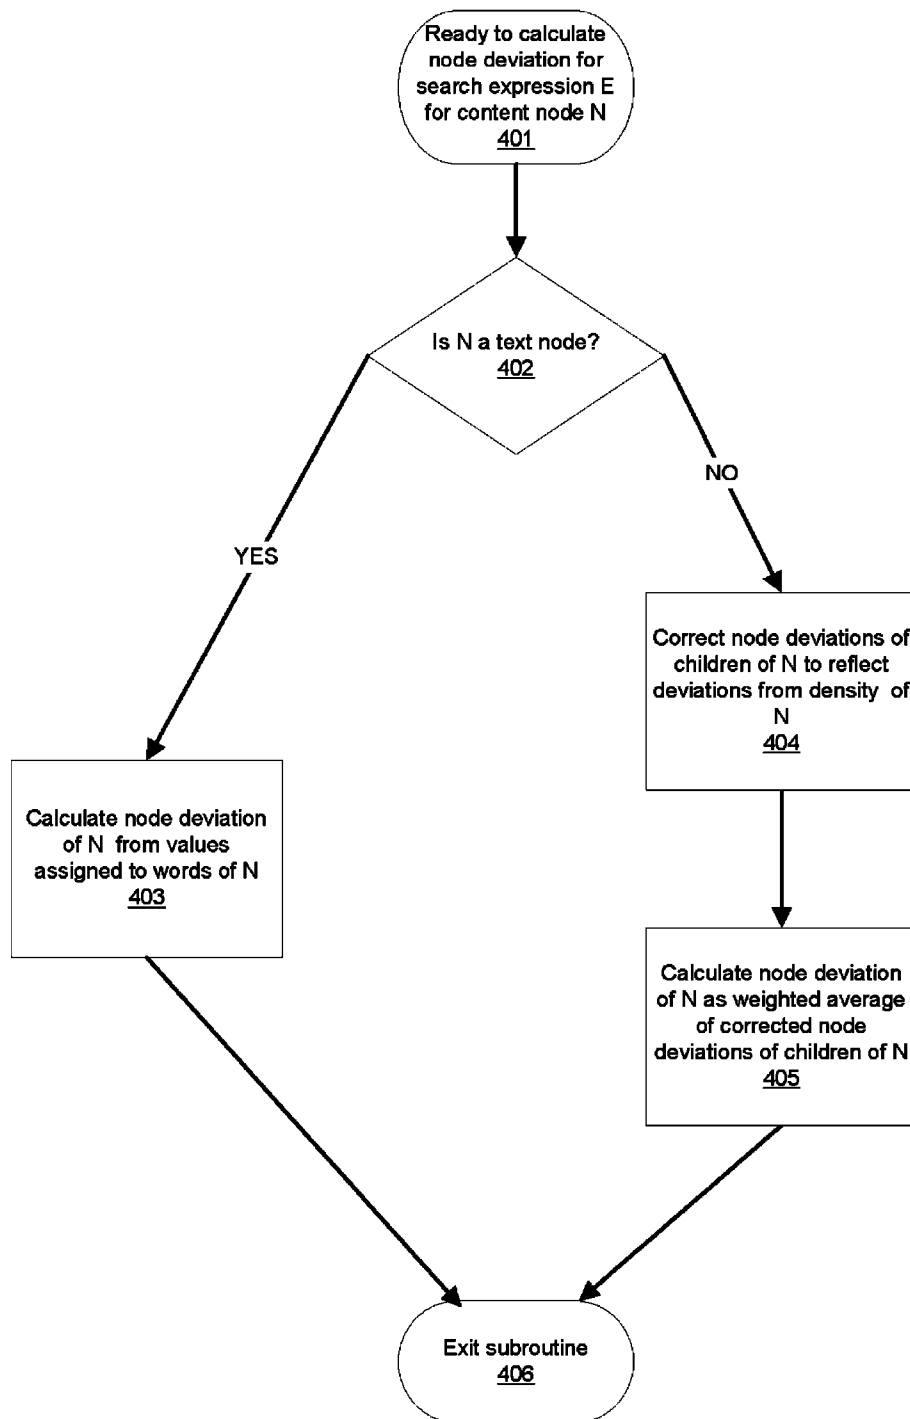 Ready to calculate
node deviation for
search expression E
for content node N
401
Is N a text node?
402
NO
YES
Correct node deviations of
children of N to reflect
deviations from density of
N
404
Calculate node deviation
of N from values
assigned to words of N
403
Calculate node deviation
of N as weighted average
of corrected node
deviations of children of N
405
Exit subroutine
406